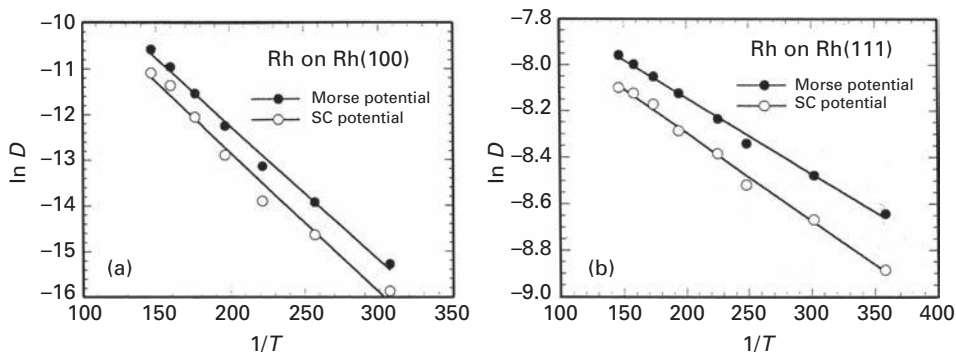 −10
−11
−12
−13
−14
−15
−16
ln D
Rh on Rh(100)
Morse potential
SC potential
(a)
100 150 200 250 300 350
1/T
−7.8
−8.0
−8.2
−8.4
−8.6
−8.8
−9.0
ln D
Rh on Rh(111)
Morse potential
SC potential
(b)
100 150 200 250 300 350 400
1/T